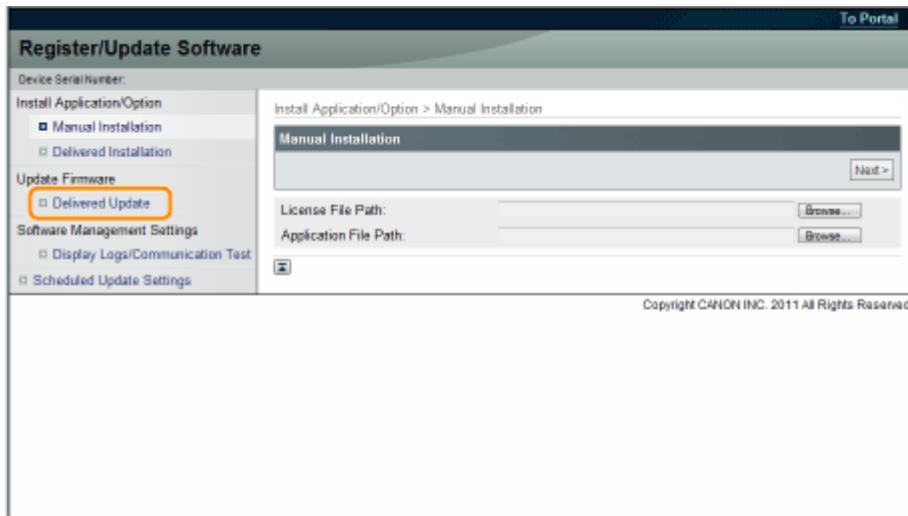 To Portal
Register/Update Software
Device Serial Number:
Install Application/Option
Manual Installation
Delivered Installation
Update Firmware
Delivered Update
Software Management Settings
Display Logs/Communication Test
Scheduled Update Settings
Install Application/Option > Manual Installation
Manual Installation
Next >
License File Path: Browse...
Application File Path: Browse...
Copyright CANON INC. 2011 All Rights Reserved